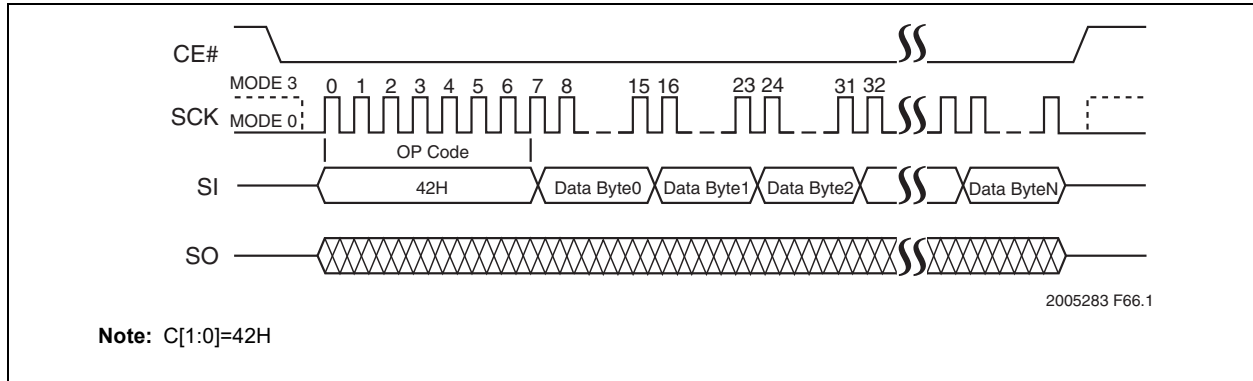 CE#
MODE 3
0 1 2 3 4 5 6 7 8 15 16 23 24 31 32
SCK MODE 0
OP Code
SI 42H Data Byte0 Data Byte1 Data Byte2 Data ByteN
SO
2005283 F66.1
Note: C[1:0]=42H